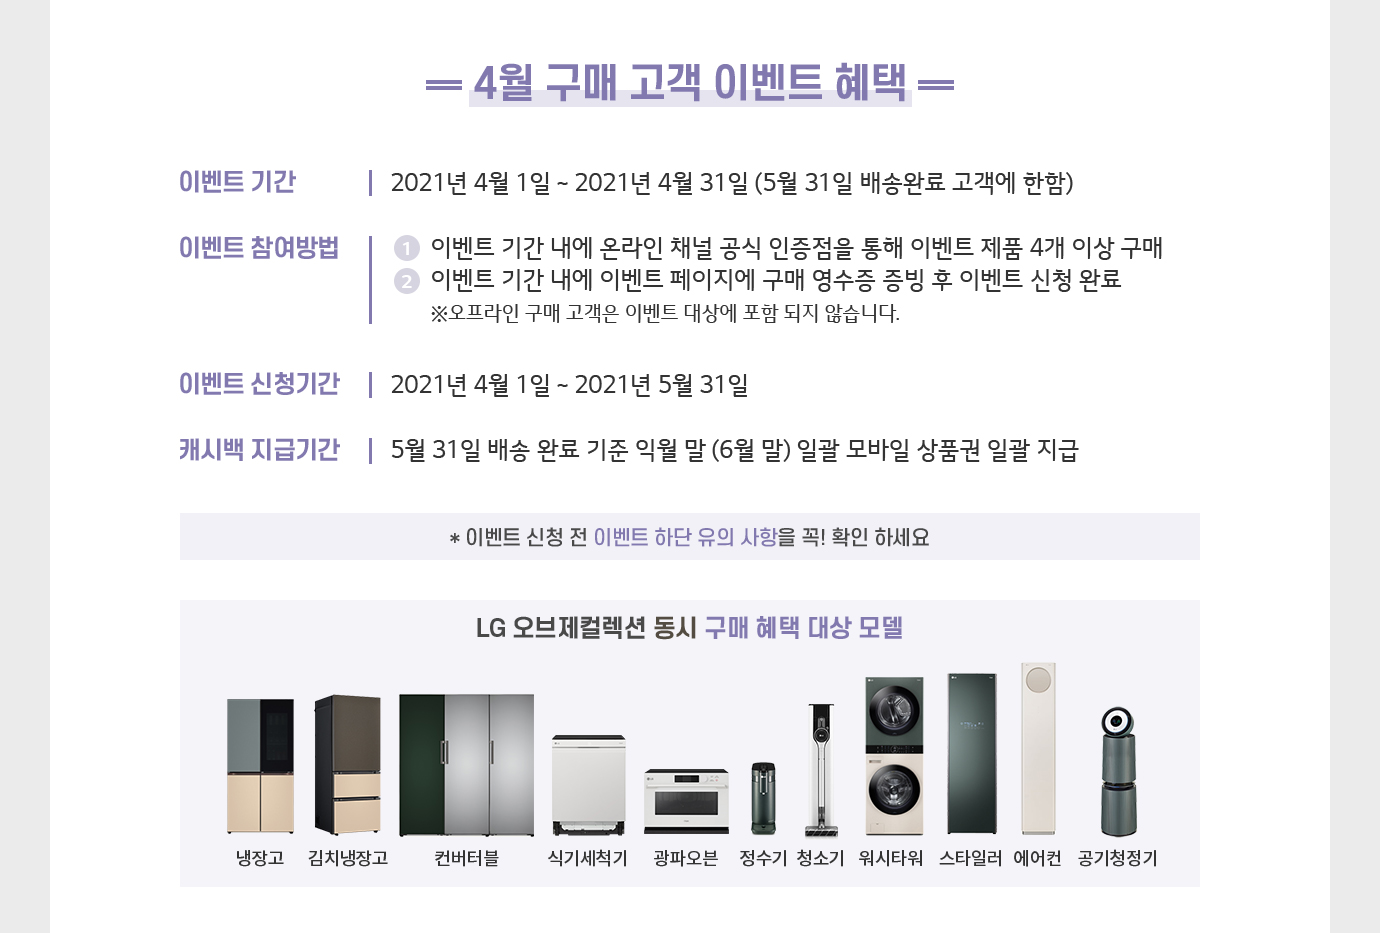 4월 구매 고객 이벤트 혜택
이벤트 기간
2021년 4월 1일 ~ 2021년 4월 31일 (5월 31일 배송완료 고객에 한함)
이벤트 참여방법
1 이벤트 기간 내에 온라인 채널 공식 인증점을 통해 이벤트 제품 4개 이상 구매
2 이벤트 기간 내에 이벤트 페이지에 구매 영수증 증빙 후 이벤트 신청 완료
※오프라인 구매 고객은 이벤트 대상에 포함 되지 않습니다.
이벤트 신청기간
2021년 4월 1일 ~ 2021년 5월 31일
캐시백 지급기간
5월 31일 배송 완료 기준 익월 말 (6월 말) 일괄 모바일 상품권 일괄 지급
* 이벤트 신청 전 이벤트 하단 유의 사항을 꼭! 확인 하세요
LG 오브제컬렉션 동시 구매 혜택 대상 모델
냉장고
김치냉장고
컨버터블
식기세척기
광파오븐
정수기
청소기
워시타워
스타일러
에어컨
공기청정기